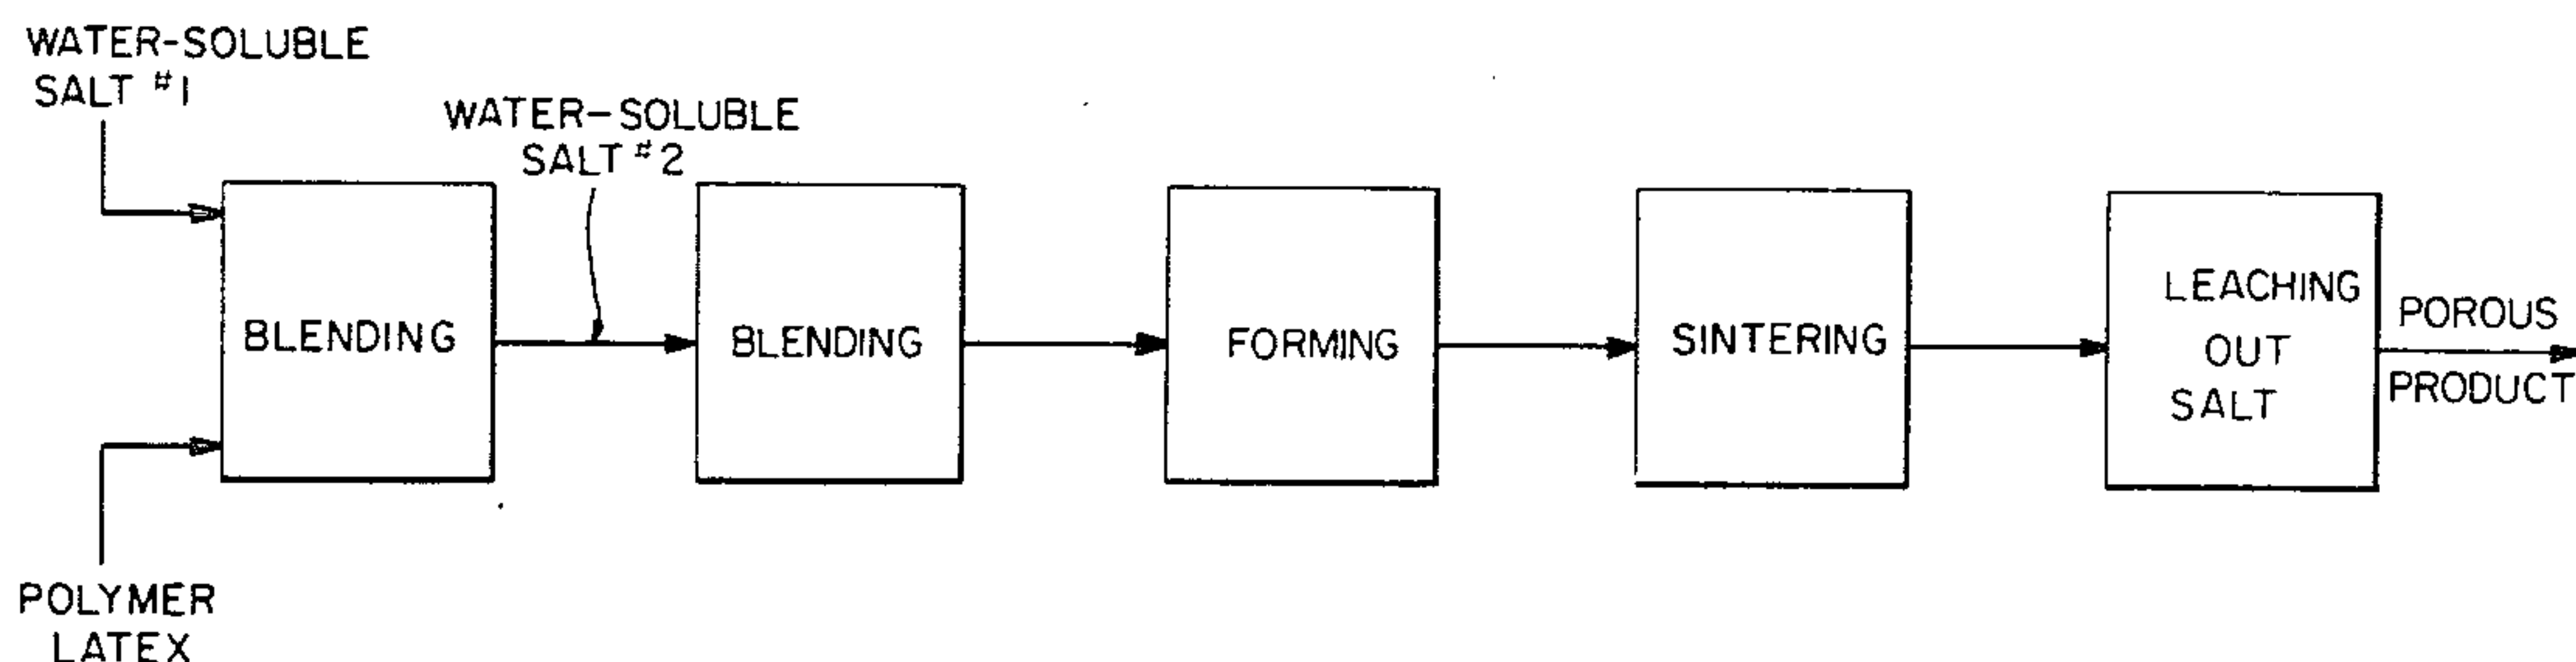 WATER-SOLUBLE
SALT #1
WATER-SOLUBLE
SALT #2
BLENDING
BLENDING
FORMING
SINTERING
LEACHING
OUT
SALT
POROUS
PRODUCT
POLYMER
LATEX